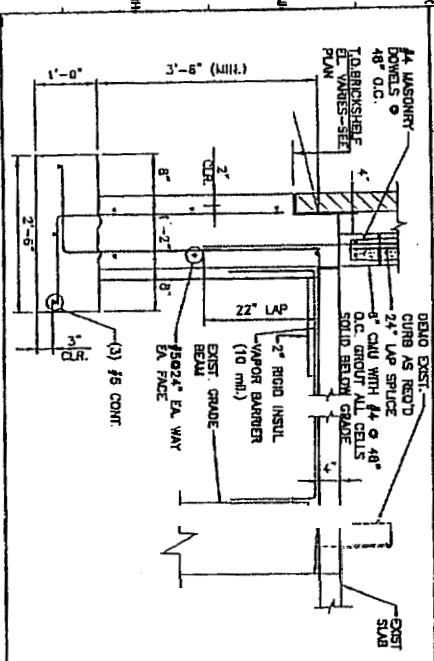 #4 MASONRY
DOWELS @
48" O.C.
T.O.BRICKSHELF
EL VARIES-SEE
PLAN
4"
DEMO EXIST.
CURB AS REQ'D
24" LAP SPLICE
8" CMU WITH #4 @ 48"
O.C. GROUT ALL CELLS
SOLID BELOW GRADE
4"
EXIST
SLAB
3'-6" (MIN.)
2"
CLR.
22" LAP
2" RIGID INSUL
VAPOR BARRIER
(10 mil.)
EXIST. GRADE
BEAM
#5@24" EA. WAY
EA FACE
8"
1'-2"
8"
1'-0"
2'-6"
(3) #5 CONT.
3"
CLR.